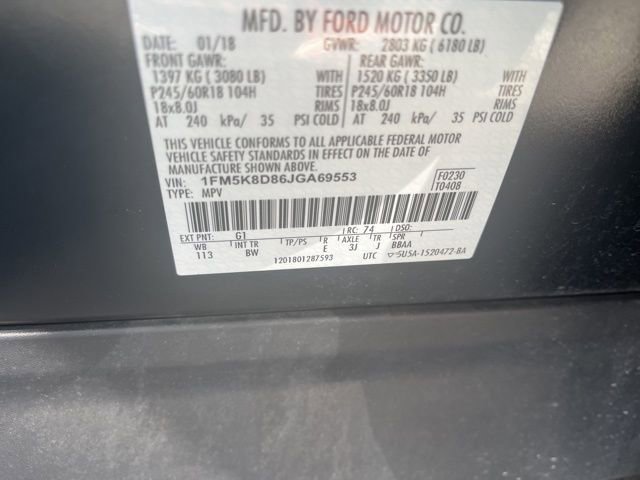 MFD. BY FORD MOTOR CO.
DATE: 01/18 GVWR: 2803 KG ( 6180 LB)
FRONT GAWR: REAR GAWR:
1397 KG ( 3080 LB) WITH 1520 KG ( 3350 LB) WITH
P245/60R18 104H TIRES P245/60R18 104H TIRES
18x8.0J RIMS 18x8.0J RIMS
AT 240 kPa/ 35 PSI COLD AT 240 kPa/ 35 PSI COLD
THIS VEHICLE CONFORMS TO ALL APPLICABLE FEDERAL MOTOR
VEHICLE SAFETY STANDARDS IN EFFECT ON THE DATE OF
MANUFACTURE SHOWN ABOVE.
VIN: 1FM5K8D86JGA69553 F0230
TYPE: MPV T0408
EXT PNT: G1 RC: 74 DSO:
WB INT TR TP/PS R AXLE TR SPR
113 BW E 3J J BBAA
1201801287593 UTC 5U5A-1520472-BA